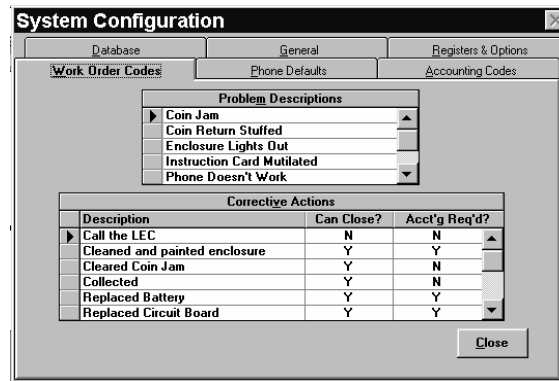 System Configuration
Database General Registers & Options
Work Order Codes Phone Defaults Accounting Codes
Problem Descriptions
Coin Jam
Coin Return Stuffed
Enclosure Lights Out
Instruction Card Mutilated
Phone Doesn't Work
Corrective Actions
Description Can Close? Acct'g Req'd?
Call the LEC N N
Cleaned and painted enclosure Y Y
Cleared Coin Jam Y N
Collected Y N
Replaced Battery Y Y
Replaced Circuit Board Y Y
Close